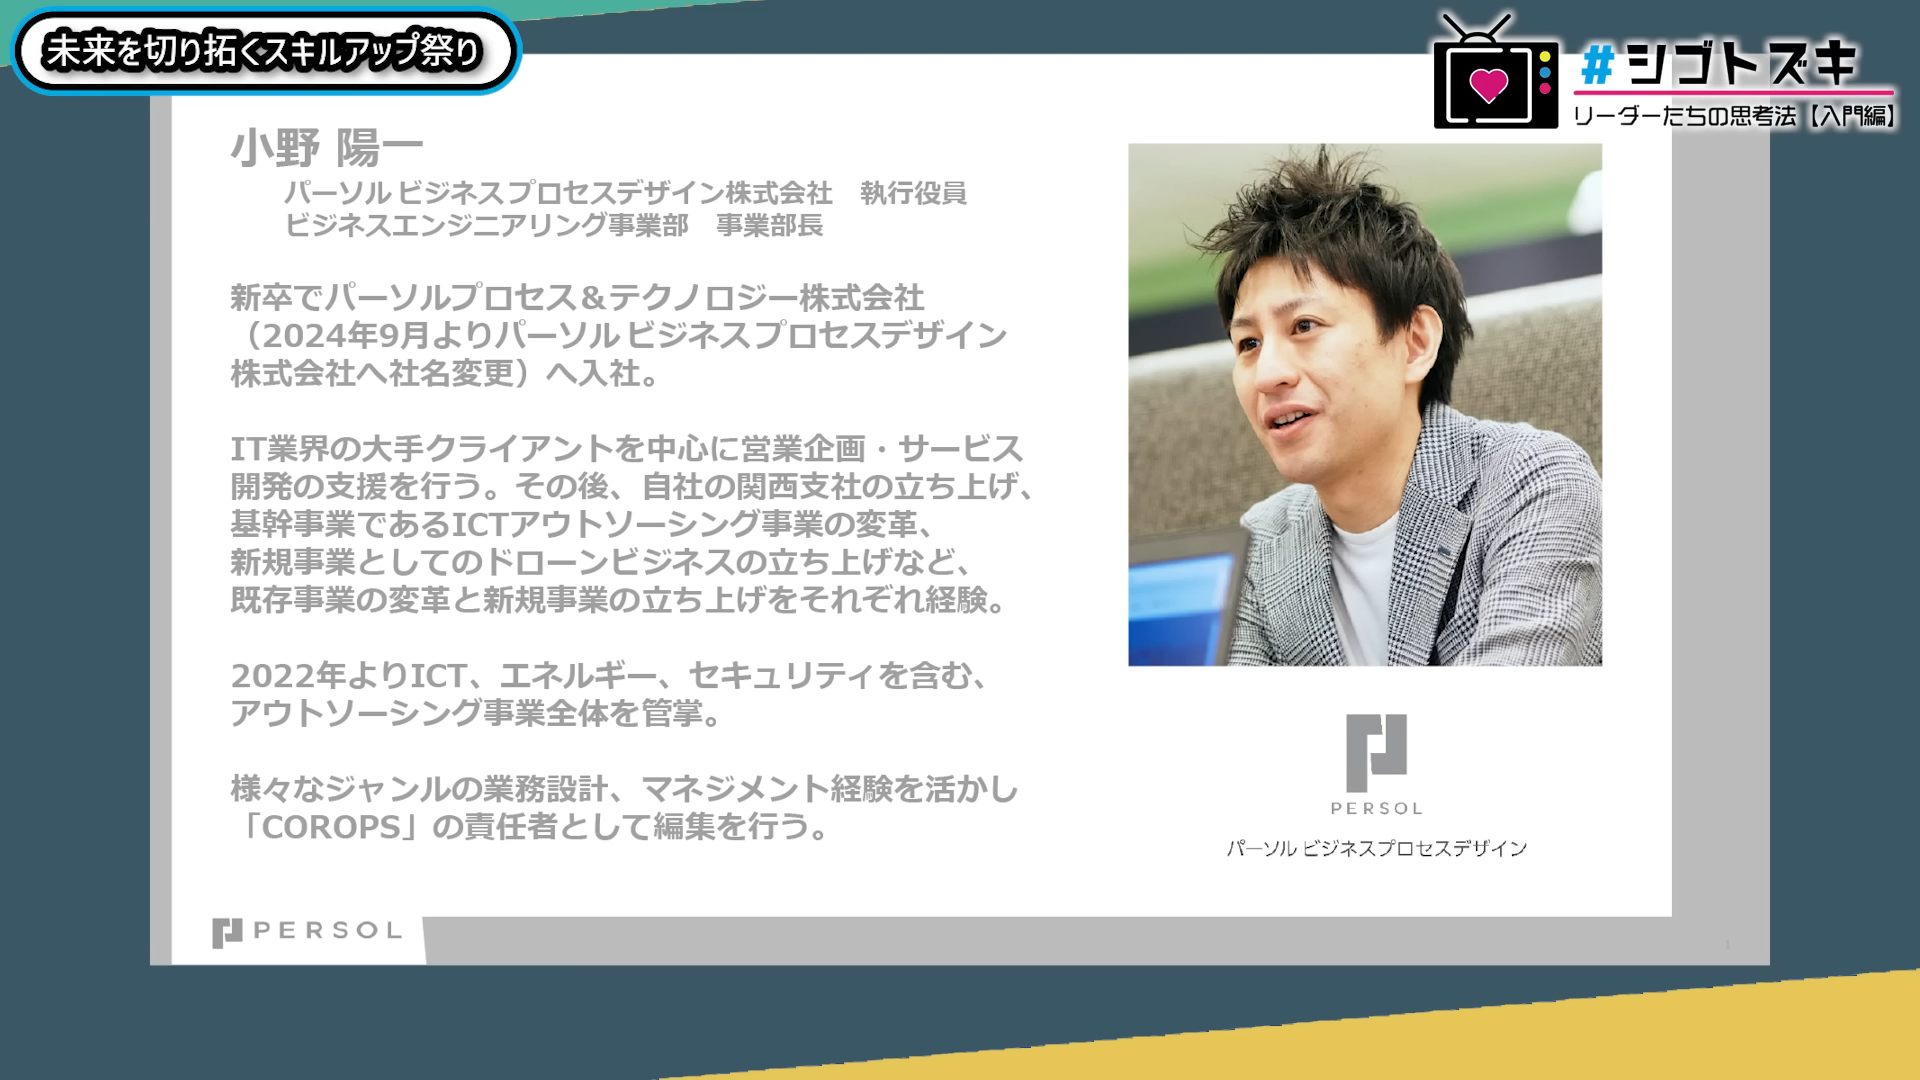 未来を切り拓くスキルアップ祭り
#シゴトズキ
リーダーたちの思考法【入門編】
小野 陽一
パーソル ビジネスプロセスデザイン株式会社　執行役員
ビジネスエンジニアリング事業部　事業部長
新卒でパーソルプロセス＆テクノロジー株式会社
（2024年9月よりパーソル ビジネスプロセスデザイン
株式会社へ社名変更）へ入社。
IT業界の大手クライアントを中心に営業企画・サービス
開発の支援を行う。その後、自社の関西支社の立ち上げ、
基幹事業であるICTアウトソーシング事業の変革、
新規事業としてのドローンビジネスの立ち上げなど、
既存事業の変革と新規事業の立ち上げをそれぞれ経験。
2022年よりICT、エネルギー、セキュリティを含む、
アウトソーシング事業全体を管掌。
様々なジャンルの業務設計、マネジメント経験を活かし
「COROPS」の責任者として編集を行う。
PERSOL
パーソル ビジネスプロセスデザイン
PERSOL
1